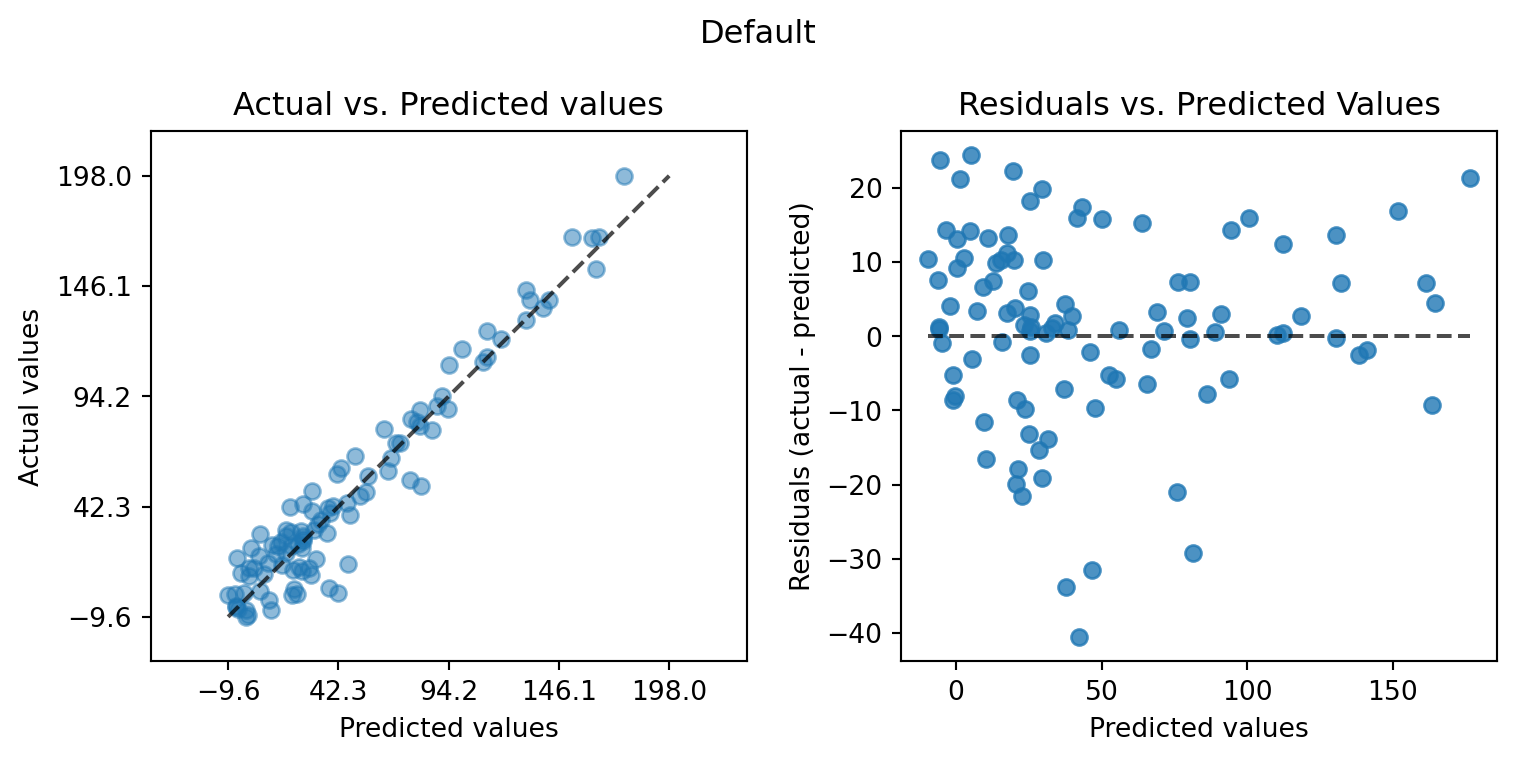 Default
Actual vs. Predicted values
198.0
146.1
94.2
42.3
−9.6
Actual values
−9.6 42.3 94.2 146.1 198.0
Predicted values
Residuals vs. Predicted Values
20
10
0
−10
−20
−30
−40
Residuals (actual - predicted)
0 50 100 150
Predicted values